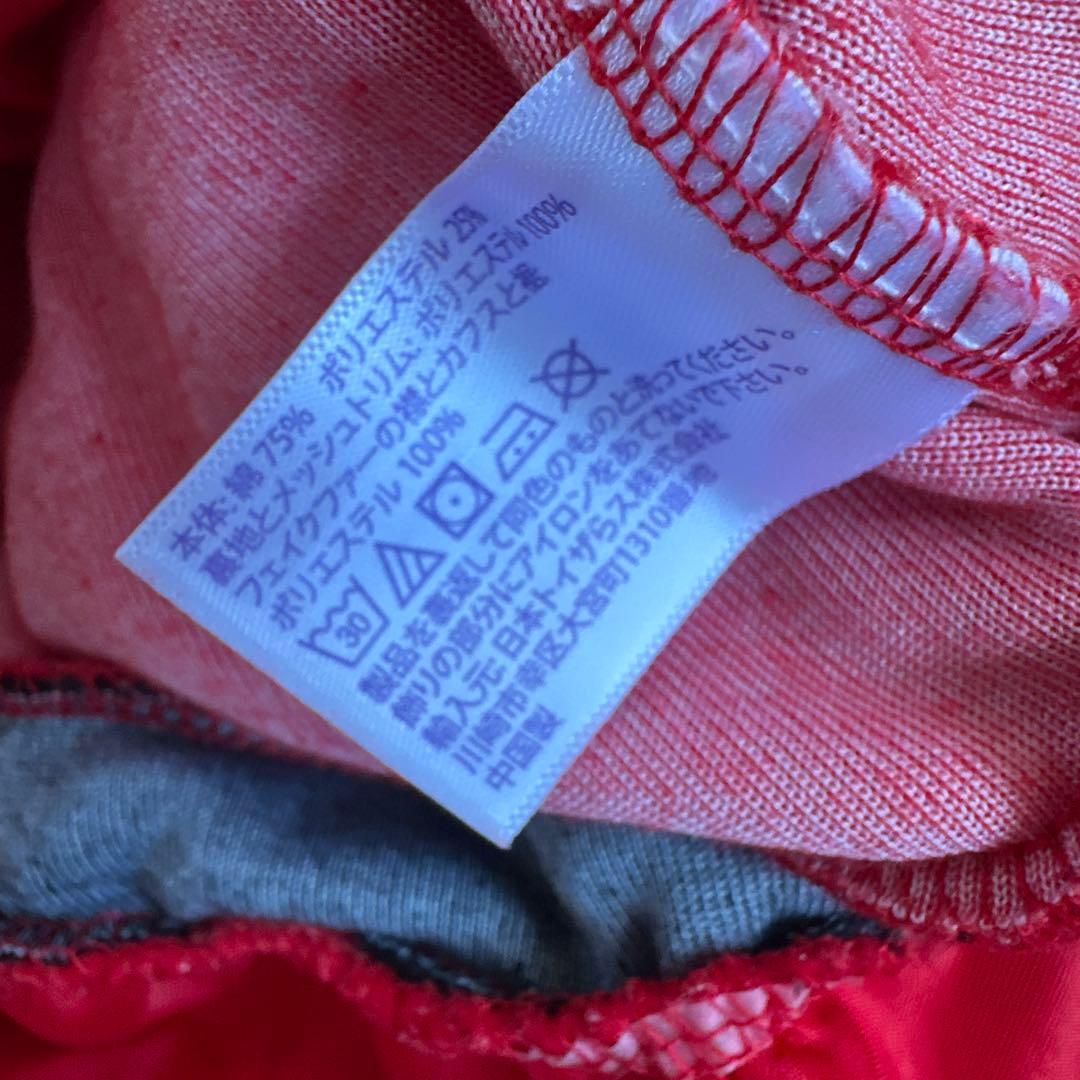 本体: 綿 75% ポリエステル 25%
裏地とメッシュトリム: ポリエステル 100%
フェイクファーの襟とカフスと裾
ポリエステル 100%
30
製品を裏返して同色のものと洗ってください。
飾りの部分にアイロンをあてないで下さい。
輸入元 日本トイザらス株式会社
川崎市幸区大宮町1310番地
中国製